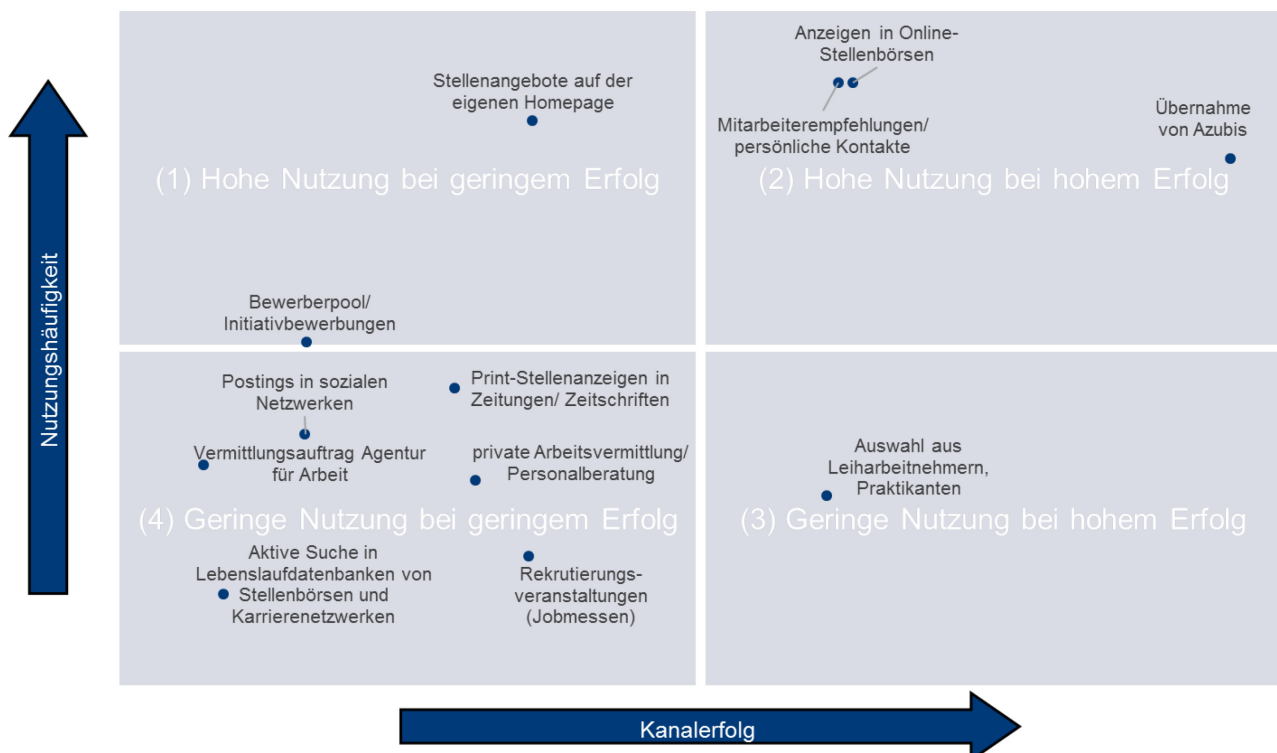 Anzeigen in Online-
Stellenbörsen
Stellenangebote auf der
eigenen Homepage
Mitarbeiterempfehlungen/
persönliche Kontakte
Übernahme
von Azubis
(1) Hohe Nutzung bei geringem Erfolg
(2) Hohe Nutzung bei hohem Erfolg
Nutzungshäufigkeit
Bewerberpool/
Initiativbewerbungen
Postings in sozialen
Netzwerken
Print-Stellenanzeigen in
Zeitungen/ Zeitschriften
Vermittlungsauftrag Agentur
für Arbeit
private Arbeitsvermittlung/
Personalberatung
Auswahl aus
Leiharbeitnehmern,
Praktikanten
(4) Geringe Nutzung bei geringem Erfolg
(3) Geringe Nutzung bei hohem Erfolg
Aktive Suche in
Lebenslaufdatenbanken von
Stellenbörsen und
Karrierenetzwerken
Rekrutierungs-
veranstaltungen
(Jobmessen)
Kanalerfolg